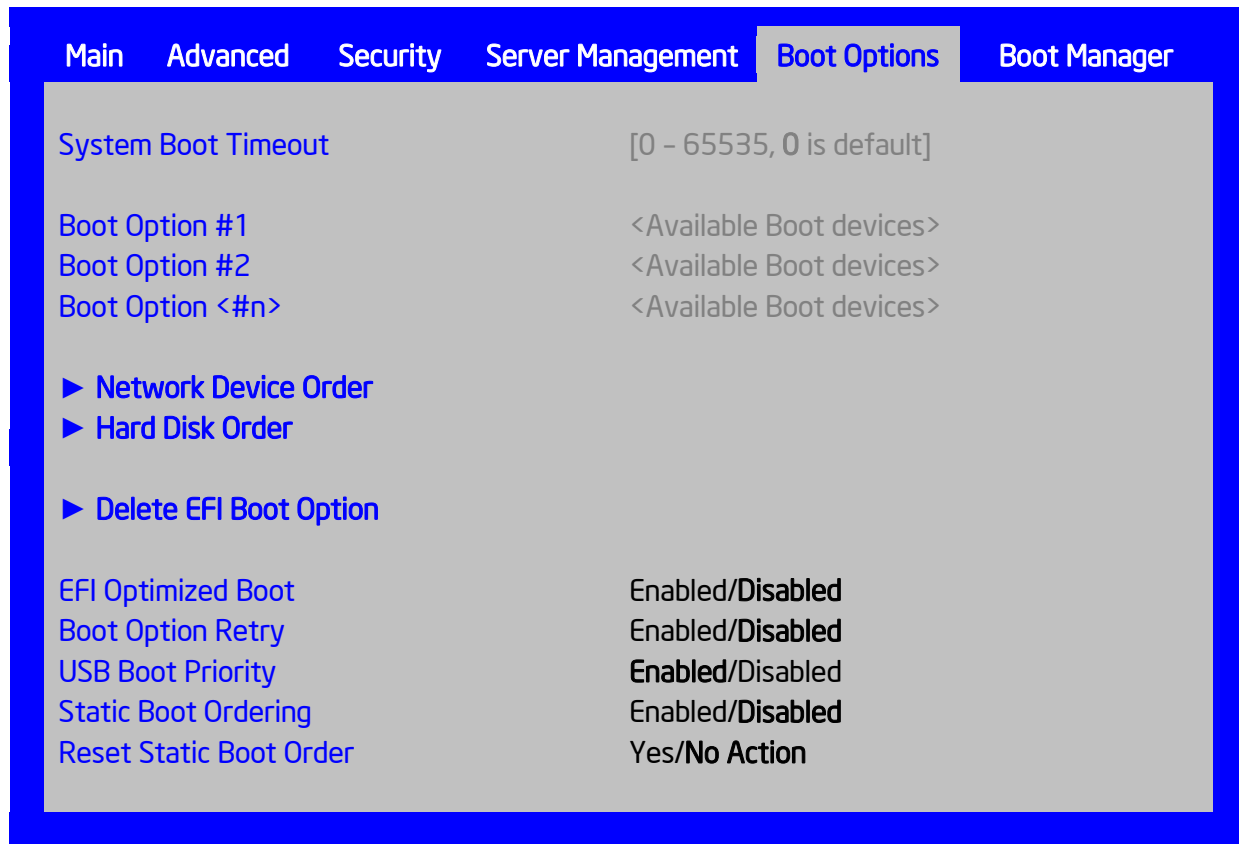 Main Advanced Security Server Management Boot Options Boot Manager
System Boot Timeout [0 – 65535, 0 is default]
Boot Option #1 <Available Boot devices>
Boot Option #2 <Available Boot devices>
Boot Option <#n> <Available Boot devices>
► Network Device Order
► Hard Disk Order
► Delete EFI Boot Option
EFI Optimized Boot Enabled/Disabled
Boot Option Retry Enabled/Disabled
USB Boot Priority Enabled/Disabled
Static Boot Ordering Enabled/Disabled
Reset Static Boot Order Yes/No Action